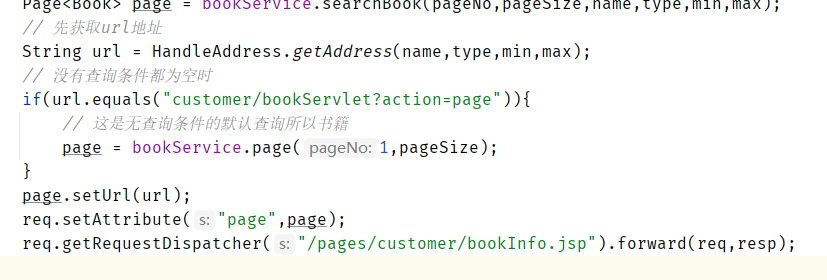 Page<Book> page = bookService.searchBook(pageNo,pageSize,name,type,min,max);
// 先获取url地址
String url = HandleAddress.getAddress(name,type,min,max);
// 没有查询条件都为空时
if(url.equals("customer/bookServlet?action=page")){
// 这是无查询条件的默认查询所以书籍
page = bookService.page( pageNo: 1,pageSize);
}
page.setUrl(url);
req.setAttribute( s: "page",page);
req.getRequestDispatcher( s: "/pages/customer/bookInfo.jsp").forward(req,resp);